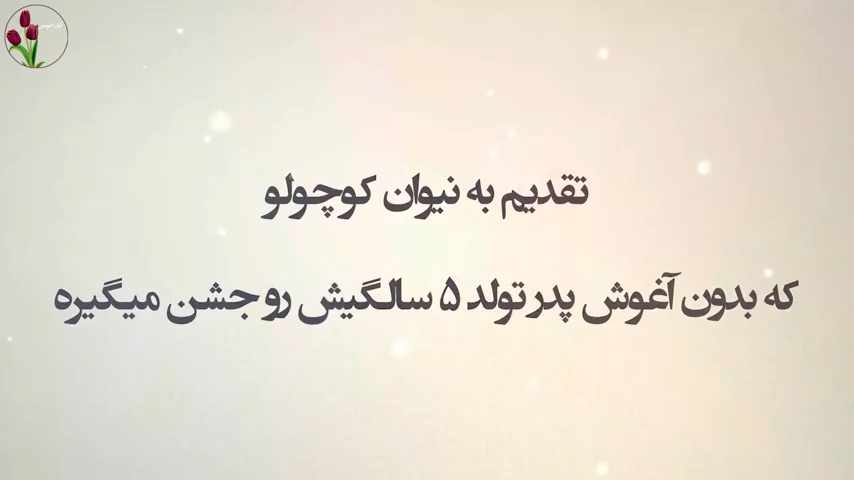 تقدیم به نیوان کوچولو
که بدون آغوش پدر تولد ۵ سالگیش رو جشن میگیره